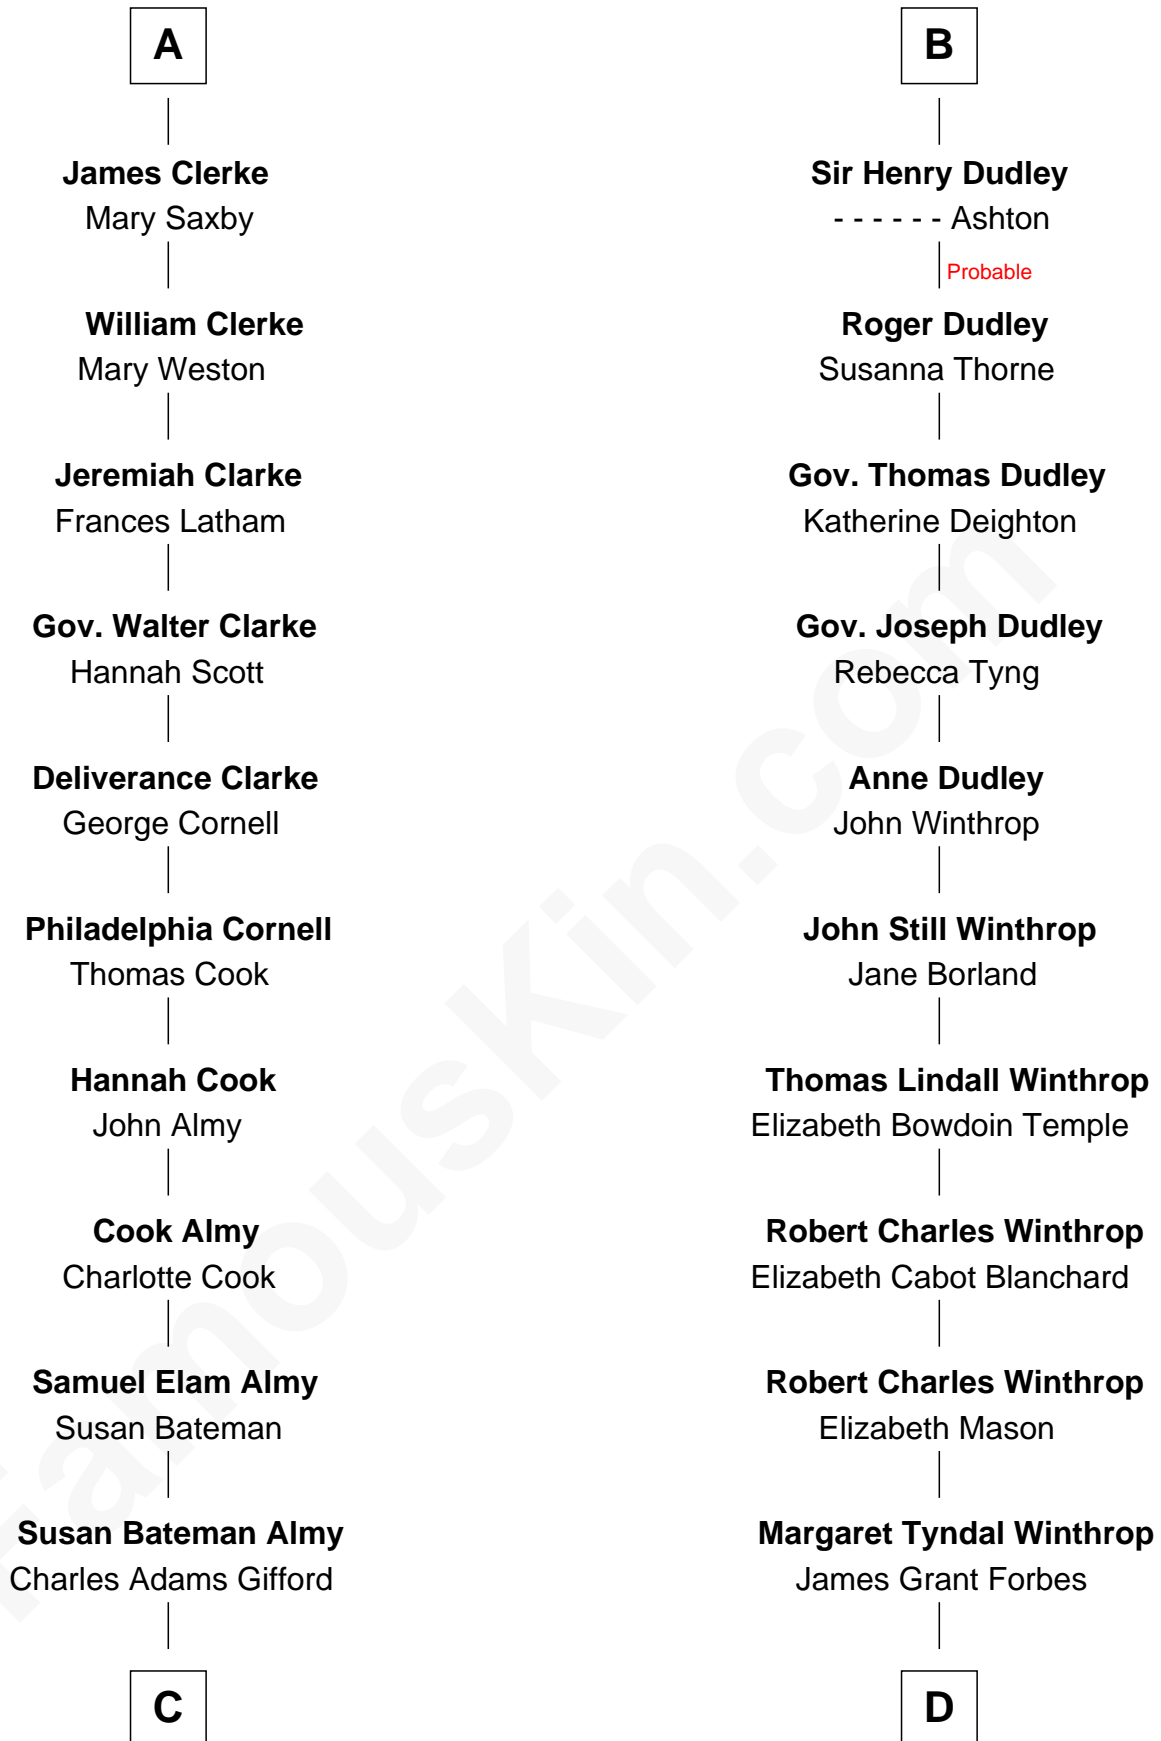 A
James Clerke
Mary Saxby
William Clerke
Mary Weston
Jeremiah Clarke
Frances Latham
Gov. Walter Clarke
Hannah Scott
Deliverance Clarke
George Cornell
Philadelphia Cornell
Thomas Cook
Hannah Cook
John Almy
Cook Almy
Charlotte Cook
Samuel Elam Almy
Susan Bateman
Susan Bateman Almy
Charles Adams Gifford
C
B
Sir Henry Dudley
- - - - - - Ashton
Probable
Roger Dudley
Susanna Thorne
Gov. Thomas Dudley
Katherine Deighton
Gov. Joseph Dudley
Rebecca Tyng
Anne Dudley
John Winthrop
John Still Winthrop
Jane Borland
Thomas Lindall Winthrop
Elizabeth Bowdoin Temple
Robert Charles Winthrop
Elizabeth Cabot Blanchard
Robert Charles Winthrop
Elizabeth Mason
Margaret Tyndal Winthrop
James Grant Forbes
D
FamousKin.com